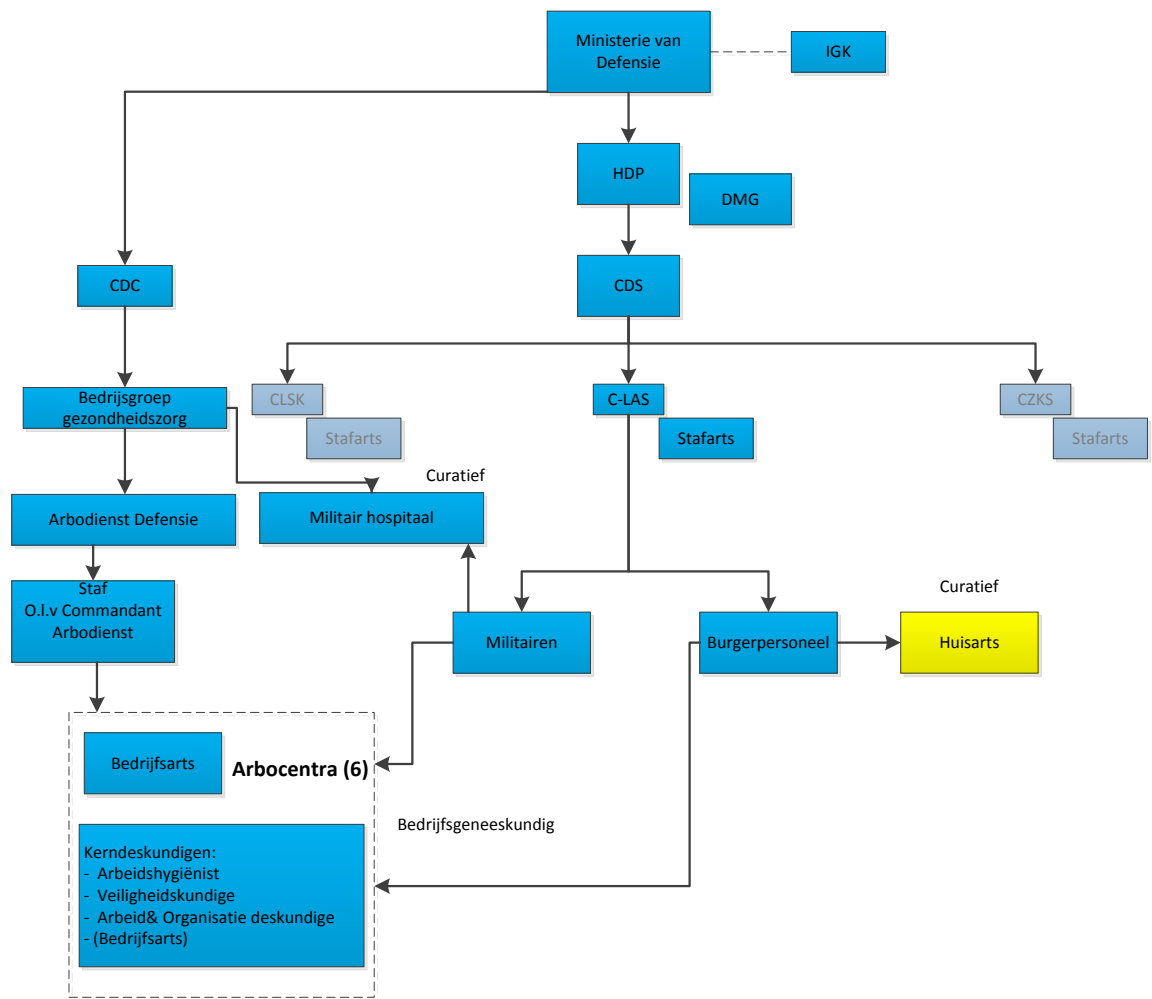 Ministerie van
Defensie
IGK
HDP
DMG
CDC
CDS
Bedrijsgroep
gezondheidszorg
CLSK
Stafarts
C-LAS
Stafarts
CZKS
Stafarts
Curatief
Arbodienst Defensie
Militair hospitaal
Staf
O.l.v Commandant
Arbodienst
Militairen
Burgerpersoneel
Curatief
Huisarts
Bedrijfsarts
Arbocentra (6)
Bedrijfsgeneeskundig
Kerndeskundigen:
- Arbeidshygiënist
- Veiligheidskundige
- Arbeid& Organisatie deskundige
- (Bedrijfsarts)